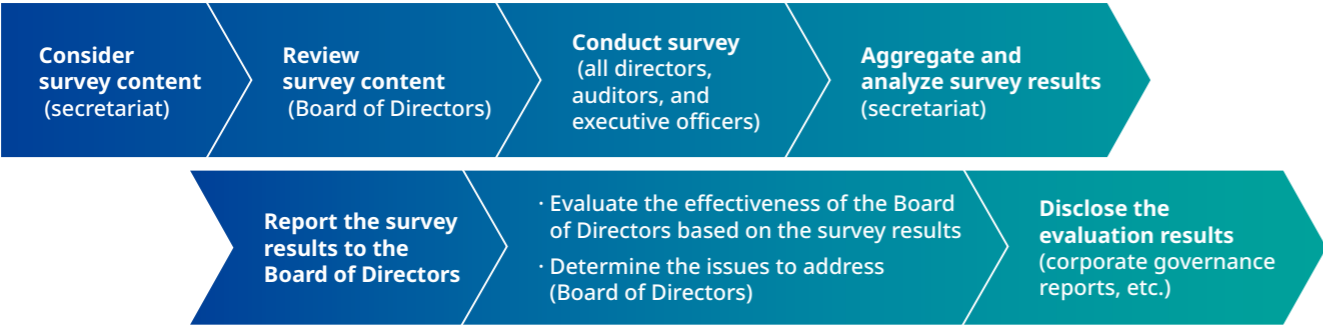 Consider
survey content
(secretariat)
Review
survey content
(Board of Directors)
Conduct survey
(all directors,
auditors, and
executive officers)
Aggregate and
analyze survey results
(secretariat)
Report the survey
results to the
Board of Directors
· Evaluate the effectiveness of the Board
of Directors based on the survey results
· Determine the issues to address
(Board of Directors)
Disclose the
evaluation results
(corporate governance
reports, etc.)